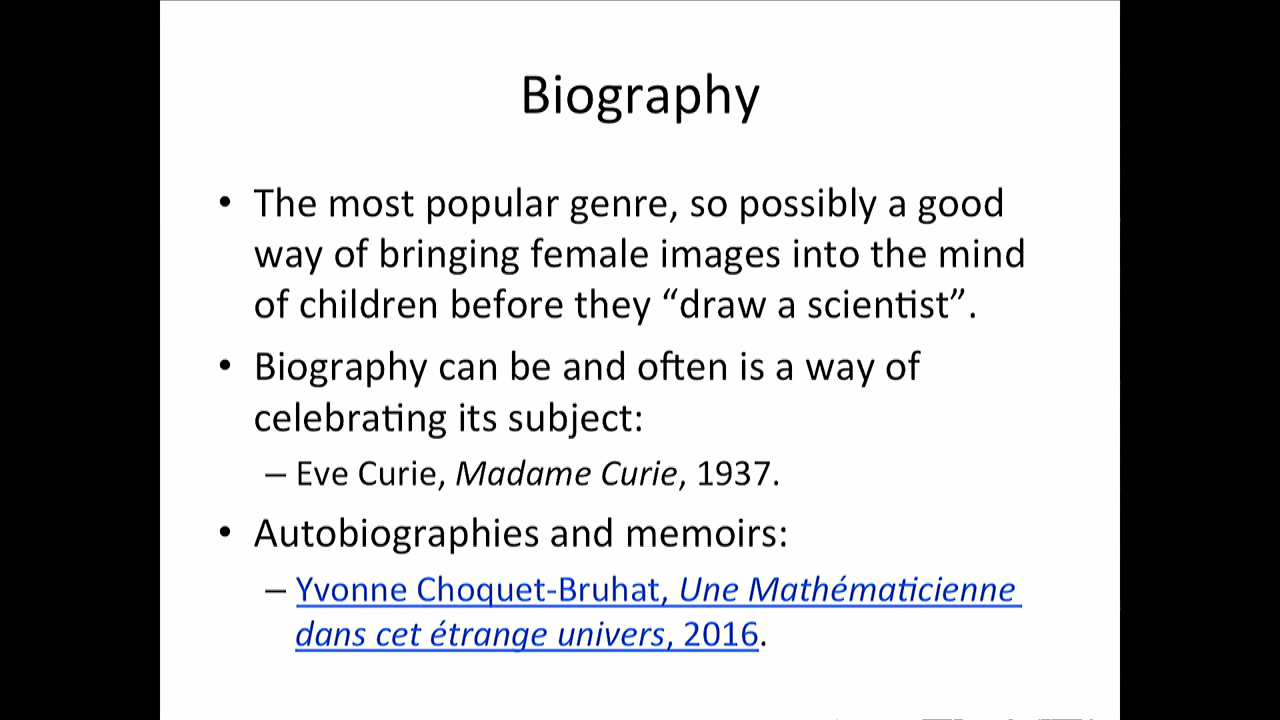 Biography
• The most popular genre, so possibly a good
way of bringing female images into the mind
of children before they “draw a scientist”.
• Biography can be and often is a way of
celebrating its subject:
– Eve Curie, Madame Curie, 1937.
• Autobiographies and memoirs:
– Yvonne Choquet-Bruhat, Une Mathématicienne
dans cet étrange univers, 2016.